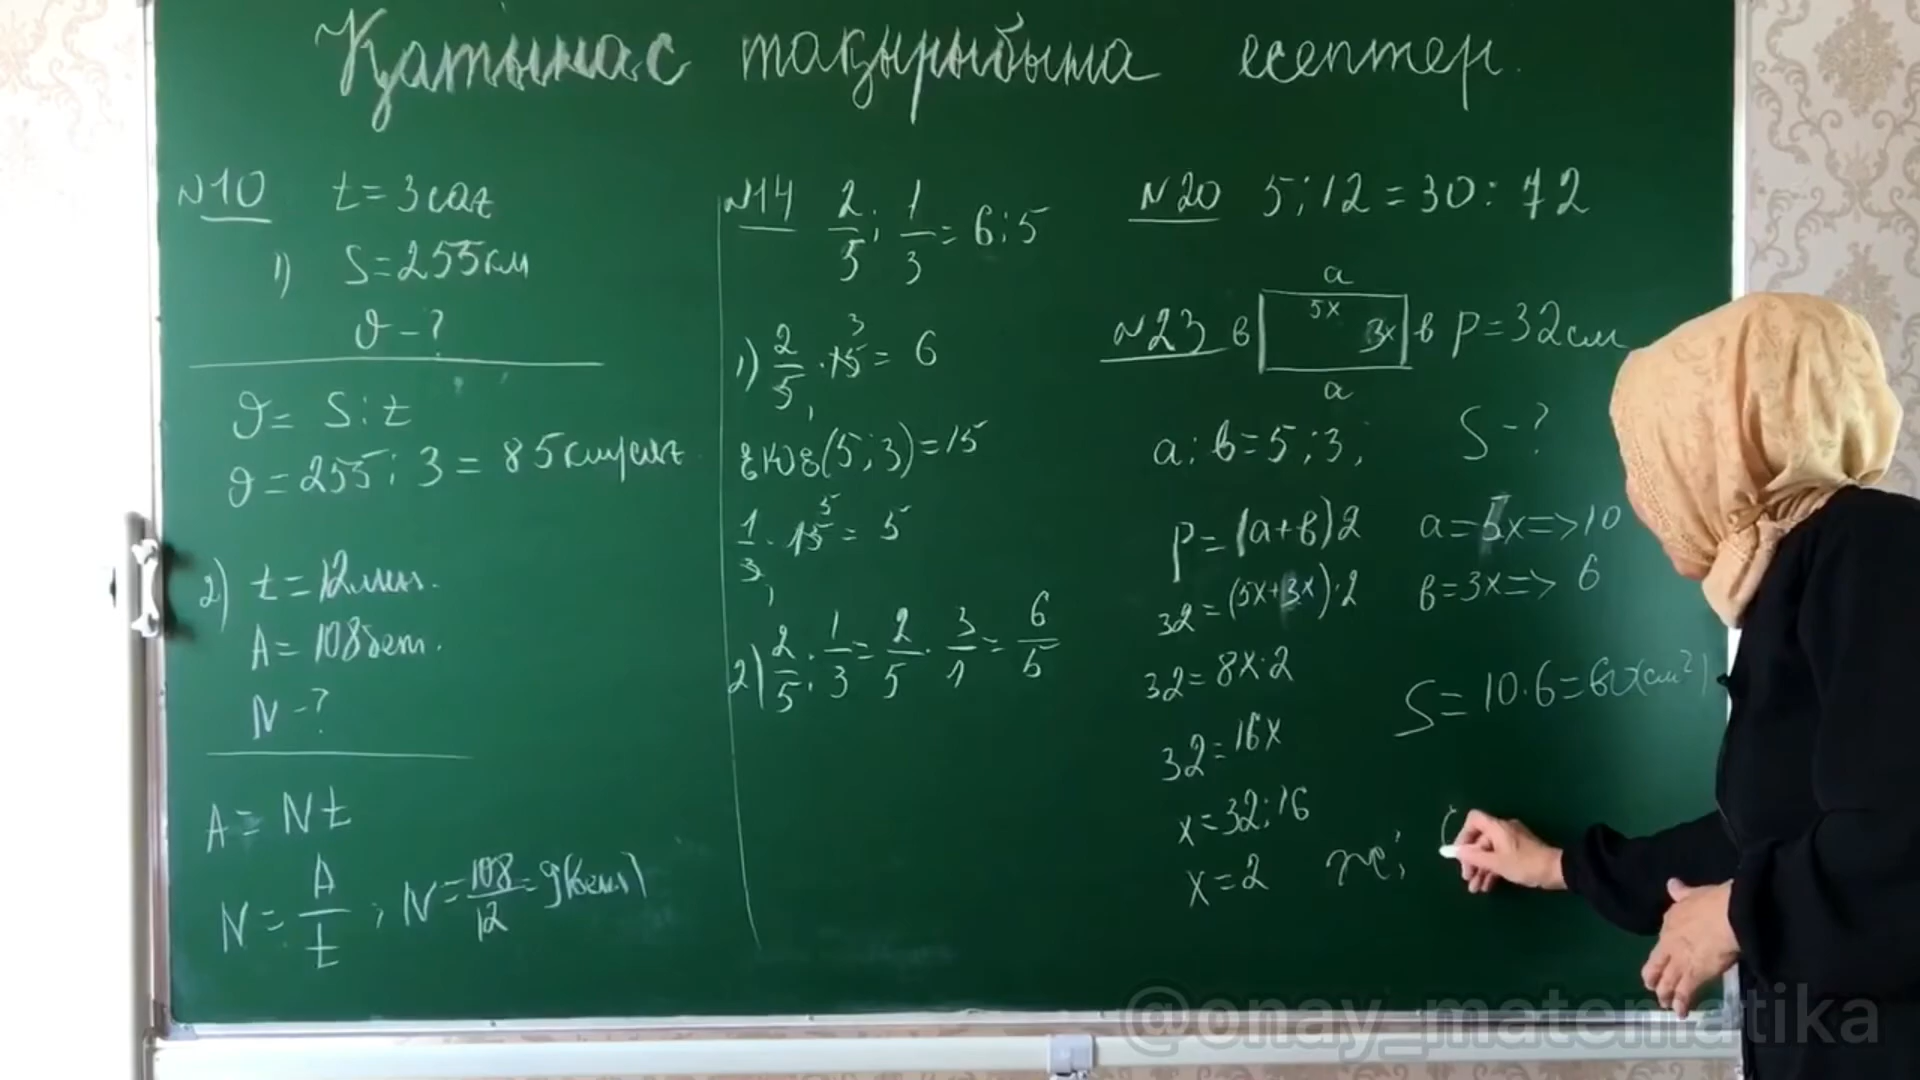 Қатынас тақырыбына есептер.
№10 t = 3 сағ
1) S = 255 км
υ - ?
υ = S : t
υ = 255 : 3 = 85 км/сағ
2) t = 12 мин.
A = 108 бет.
N - ?
A = N t
N = A/t ; N = 108/12 = 9 (бет)
№14 2/5 : 1/3 = 6 : 5
1) 2/5 · 15 = 6
3
ЕКОЕ(5; 3) = 15
1/3 · 15 = 5
5
2) 2/5 : 1/3 = 2/5 · 3/1 = 6/5
№20 5 : 12 = 30 : 72
a
№23 в 5x 3x в P = 32 см
a
a : в = 5 : 3; S - ?
P = (a + в) 2 a = 5x => 10
32 = (5x + 3x) · 2 в = 3x => 6
32 = 8x · 2
S = 10 · 6 = 60 (см²)
32 = 16x
x = 32 : 16
x = 2
@onay_matematika